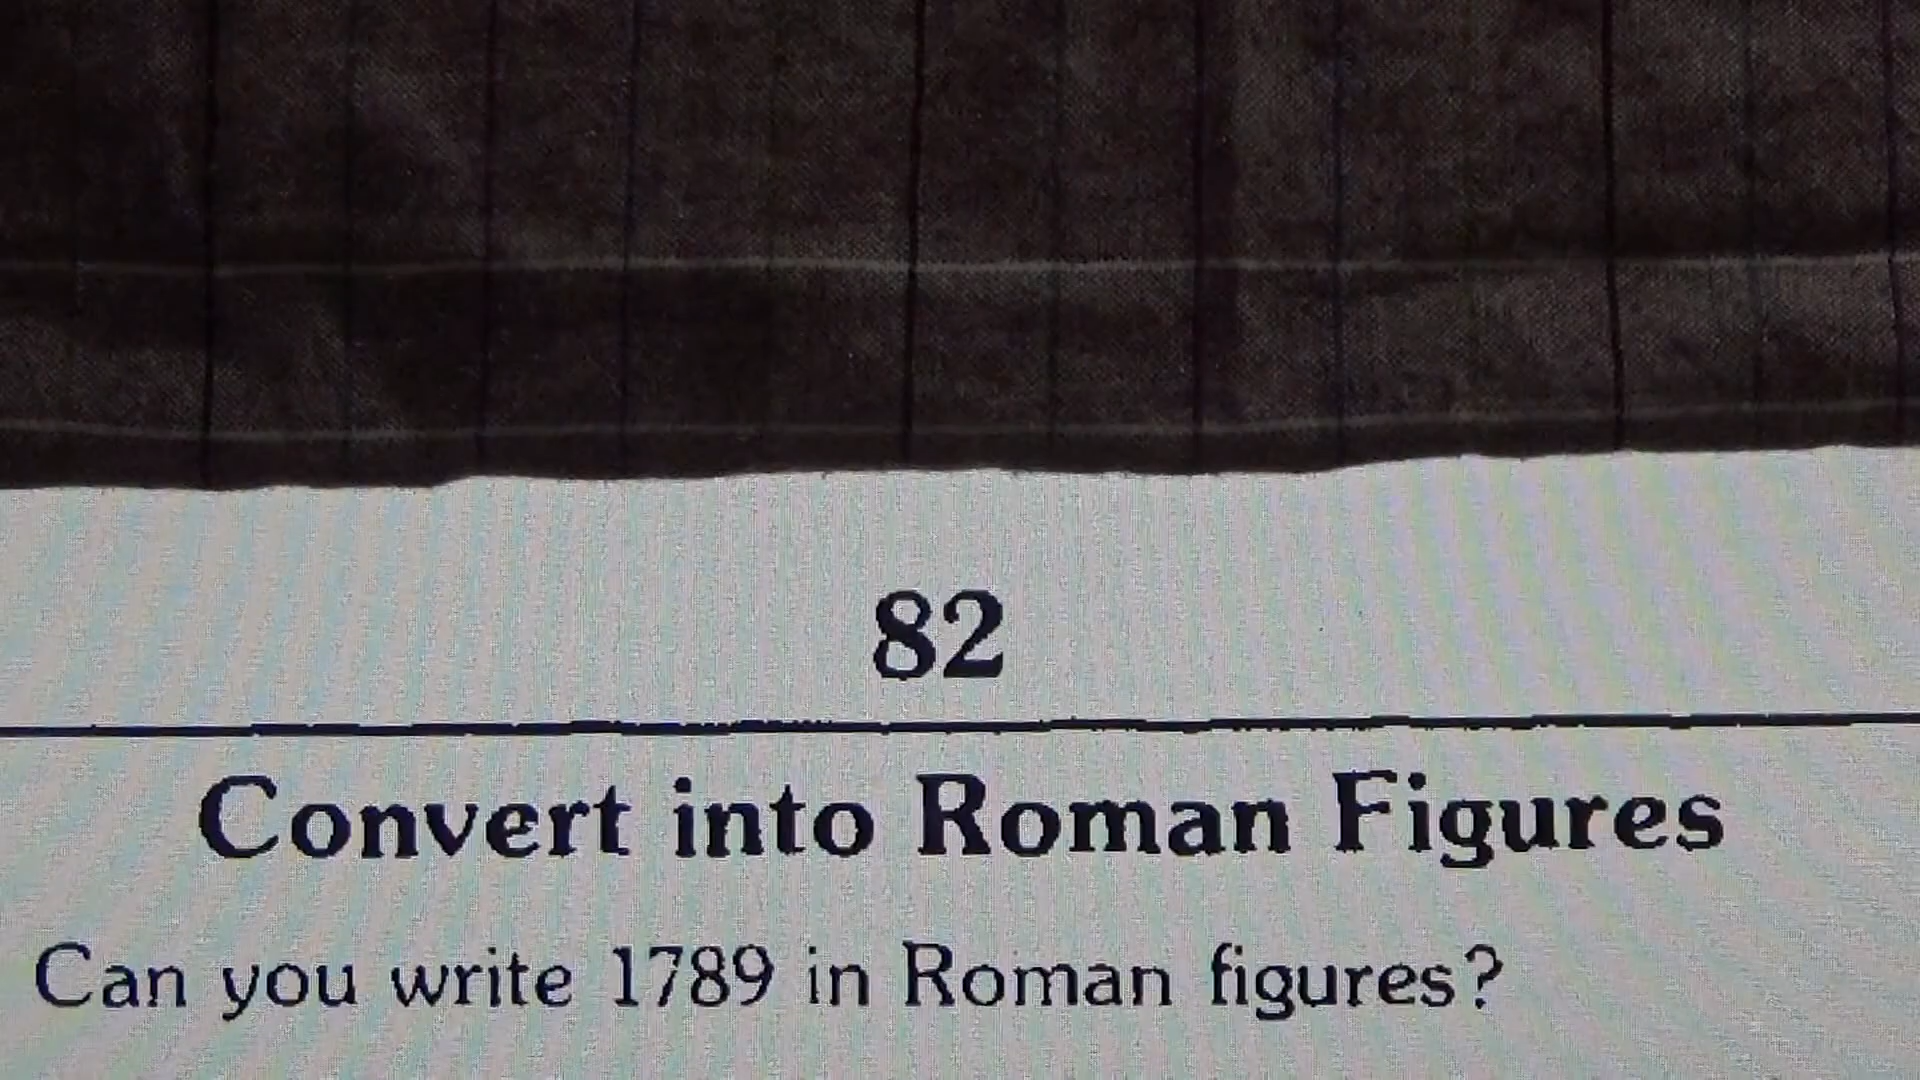 82
Convert into Roman Figures
Can you write 1789 in Roman figures?